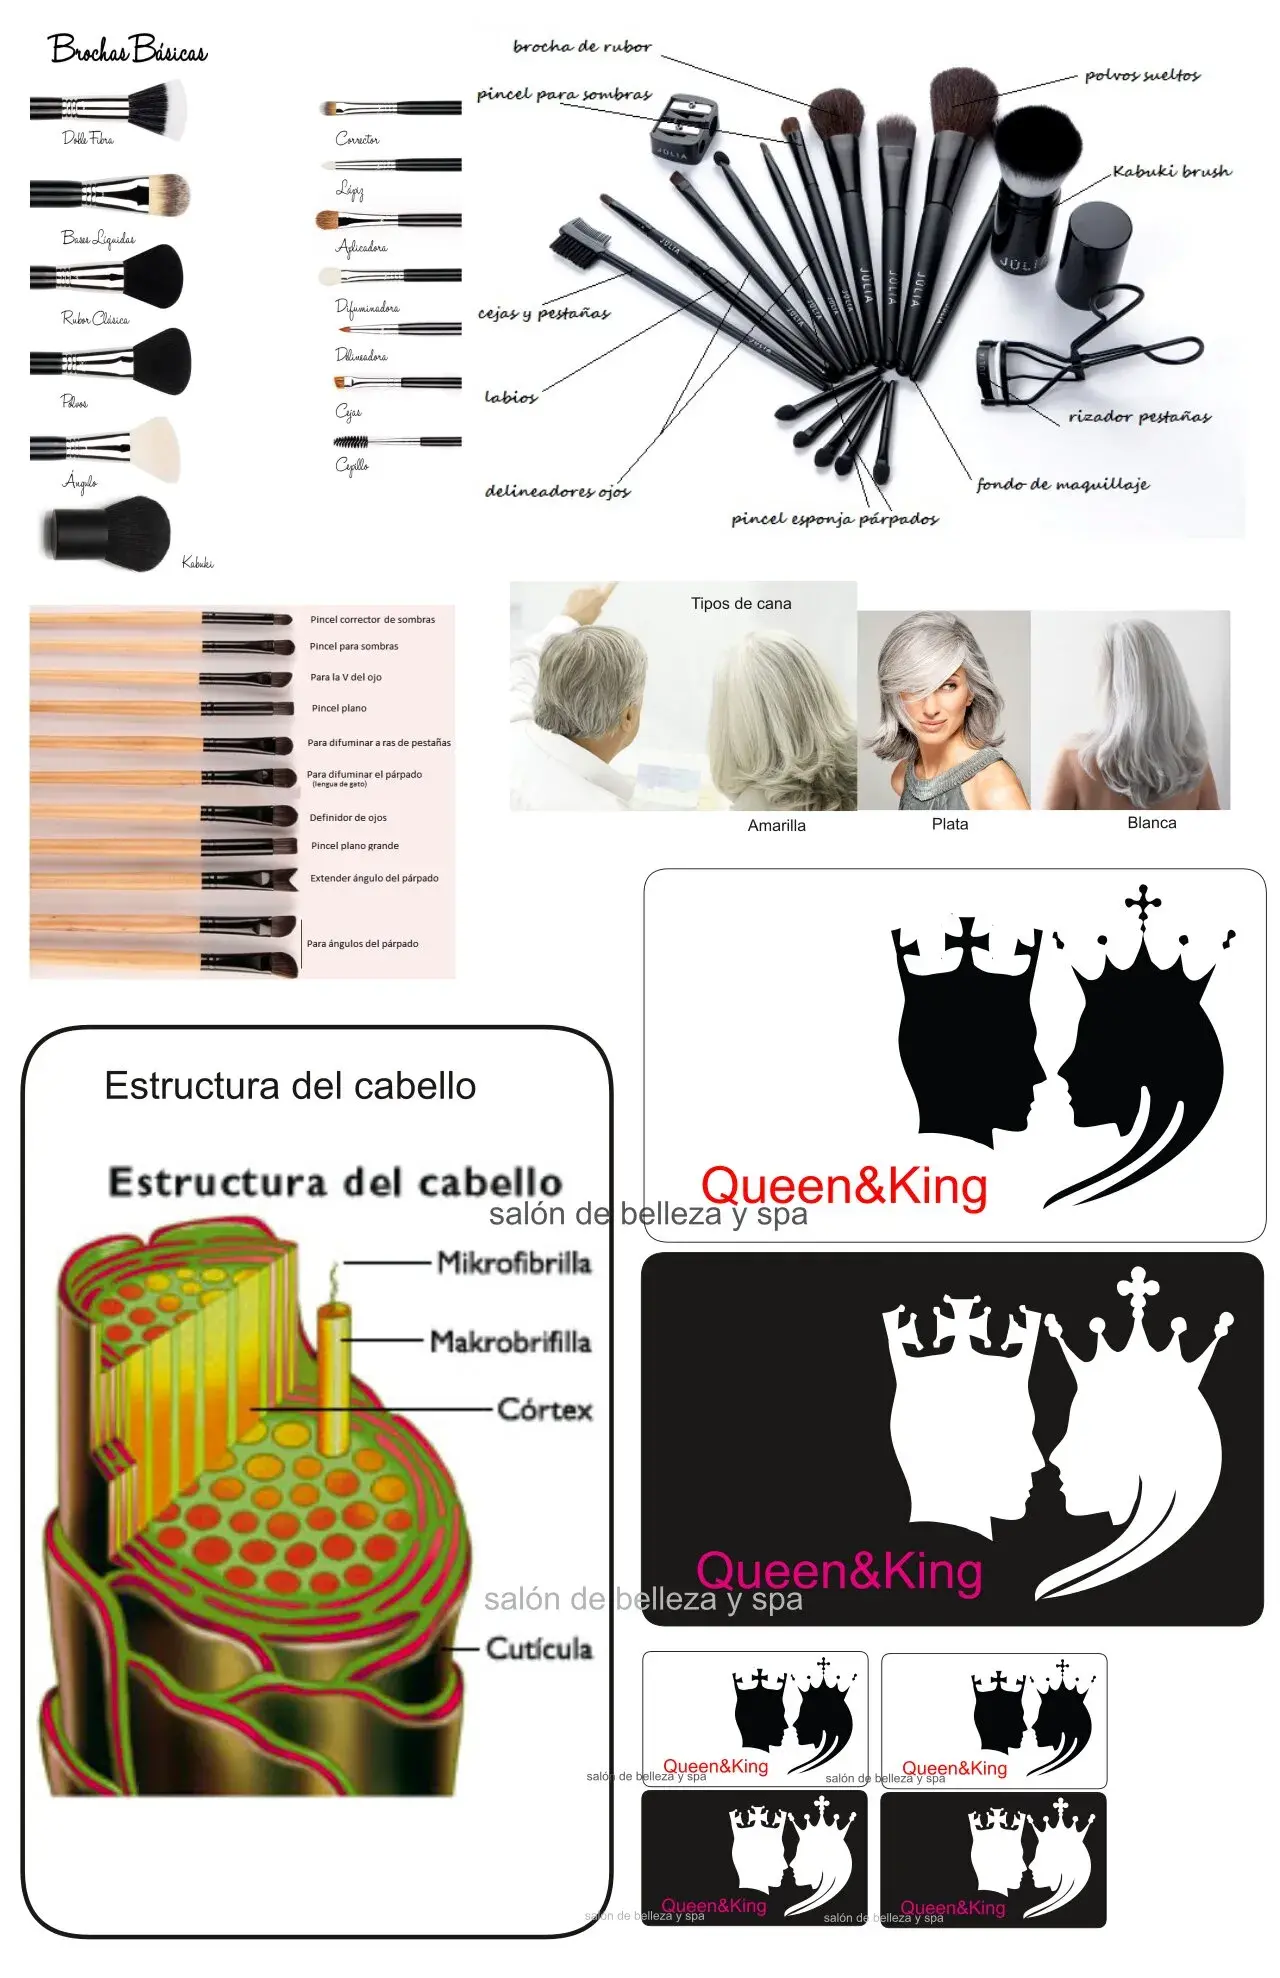 Brochas Básicas
Doble Fibra
Bases Líquidas
Rubor Clásica
Polvos
Ángulo
Kabuki
Corrector
Lápiz
Aplicadora
Difuminadora
Delineadora
Cejas
Cepillo
brocha de rubor
pincel para sombras
polvos sueltos
Kabuki brush
cejas y pestañas
labios
delineadores ojos
pincel esponja párpados
fondo de maquillaje
rizador pestañas
JULIA
JULIA
JULIA
JULIA
JULIA
JULIA
JULIA
Pincel corrector de sombras
Pincel para sombras
Para la V del ojo
Pincel plano
Para difuminar a ras de pestañas
Para difuminar el párpado
(lengua de gato)
Definidor de ojos
Pincel plano grande
Extender ángulo del párpado
Para ángulos del párpado
Tipos de cana
Amarilla
Plata
Blanca
Estructura del cabello
Estructura del cabello
Mikrofibrilla
Makrobrifilla
Córtex
Cutícula
Queen&King
salón de belleza y spa
Queen&King
salón de belleza y spa
Queen&King
salón de belleza y spa
Queen&King
salón de belleza y spa
Queen&King
salón de belleza y spa
Queen&King
salón de belleza y spa